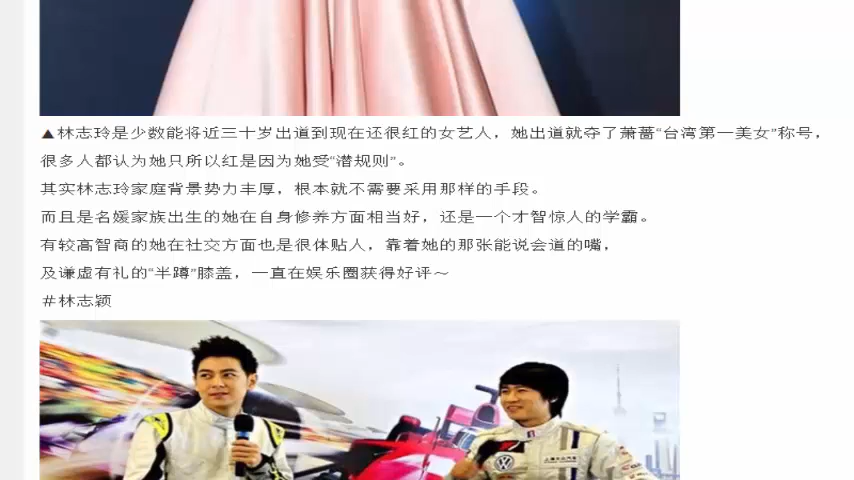 ▲林志玲是少数能将近三十岁出道到现在还很红的女艺人，她出道就夺了萧蔷“台湾第一美女”称号，
很多人都认为她只所以红是因为她受“潜规则”。
其实林志玲家庭背景势力丰厚，根本就不需要采用那样的手段。
而且是名媛家族出生的她在自身修养方面相当好，还是一个才智惊人的学霸。
有较高智商的她在社交方面也是很体贴人，靠着她的那张能说会道的嘴，
及谦虚有礼的“半蹲”膝盖，一直在娱乐圈获得好评～
＃林志颖